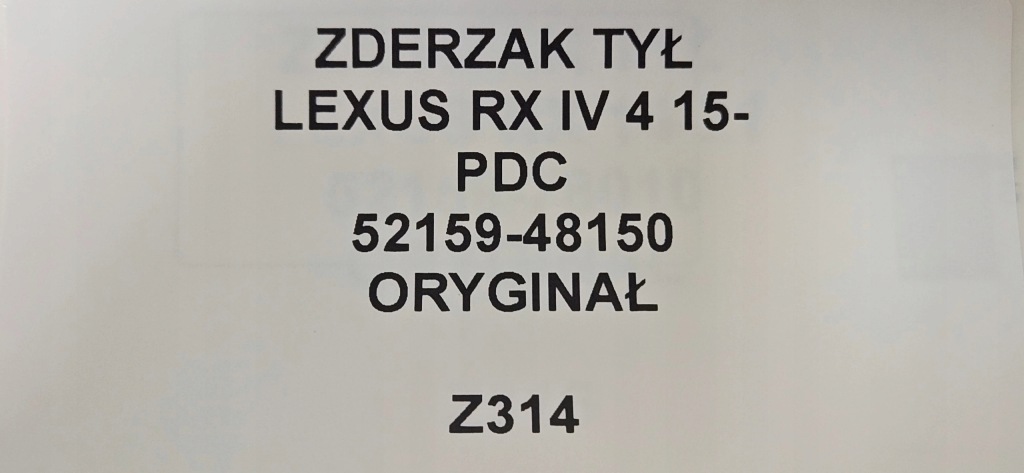 ZDERZAK TYŁ
LEXUS RX IV 4 15-
PDC
52159-48150
ORYGINAŁ
Z314